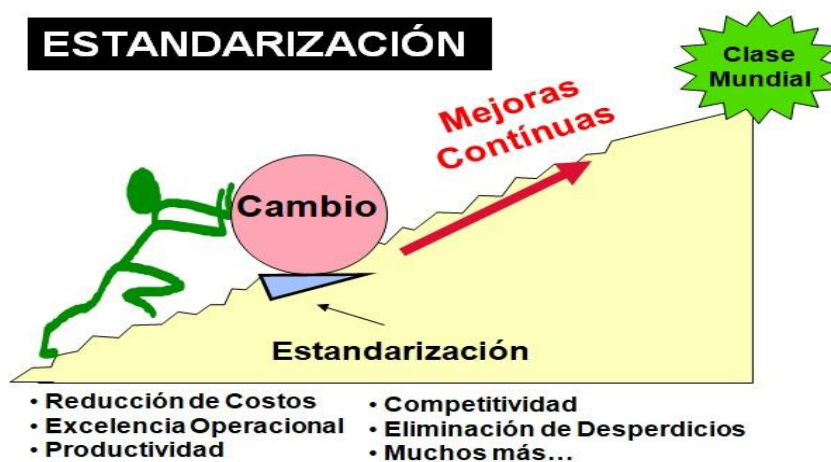 ESTANDARIZACIÓN
Clase
Mundial
Mejoras
Contínuas
Cambio
Estandarización
• Reducción de Costos
• Excelencia Operacional
• Productividad
• Competitividad
• Eliminación de Desperdicios
• Muchos más...